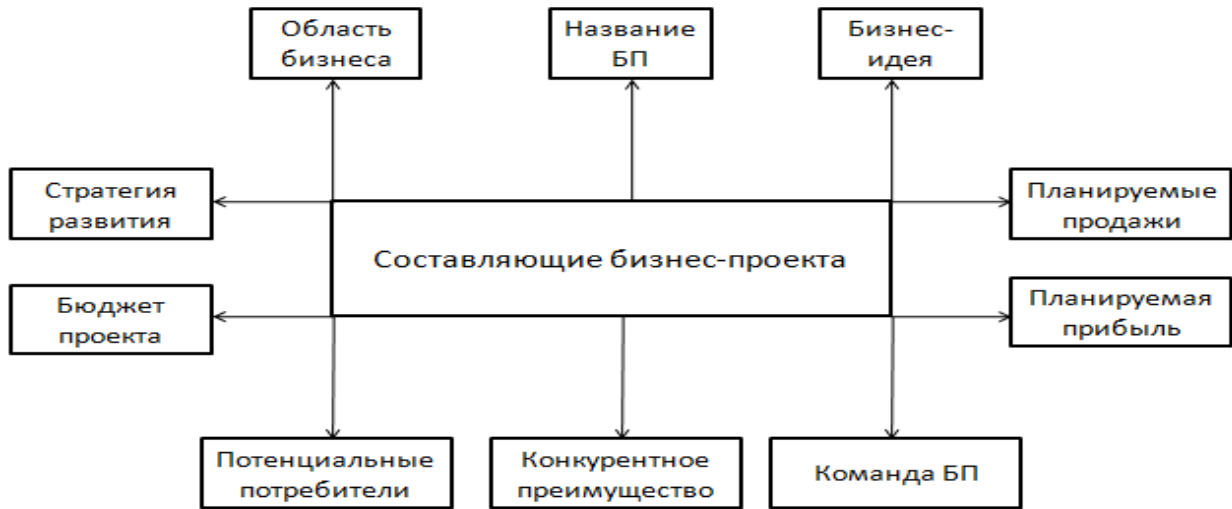 Область
бизнеса
Название
БП
Бизнес-
идея
Стратегия
развития
Планируемые
продажи
Составляющие бизнес-проекта
Бюджет
проекта
Планируемая
прибыль
Потенциальные
потребители
Конкурентное
преимущество
Команда БП